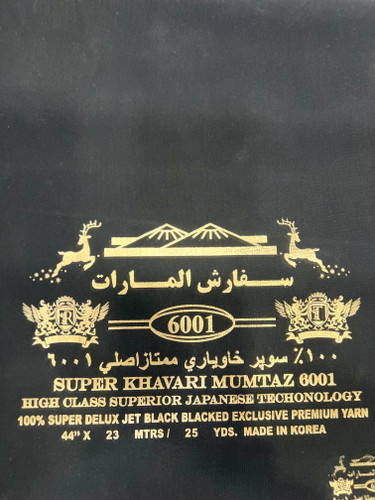 سفارش المارات
6001
١٠٠٪ سوپر خاوياري ممتازاصلي ٦٠٠١
SUPER KHAVARI MUMTAZ 6001
HIGH CLASS SUPERIOR JAPANESE TECHONOLOGY
100% SUPER DELUX JET BLACK BLACKED EXCLUSIVE PREMIUM YARN
44" X 23 MTRS / 25 YDS. MADE IN KOREA